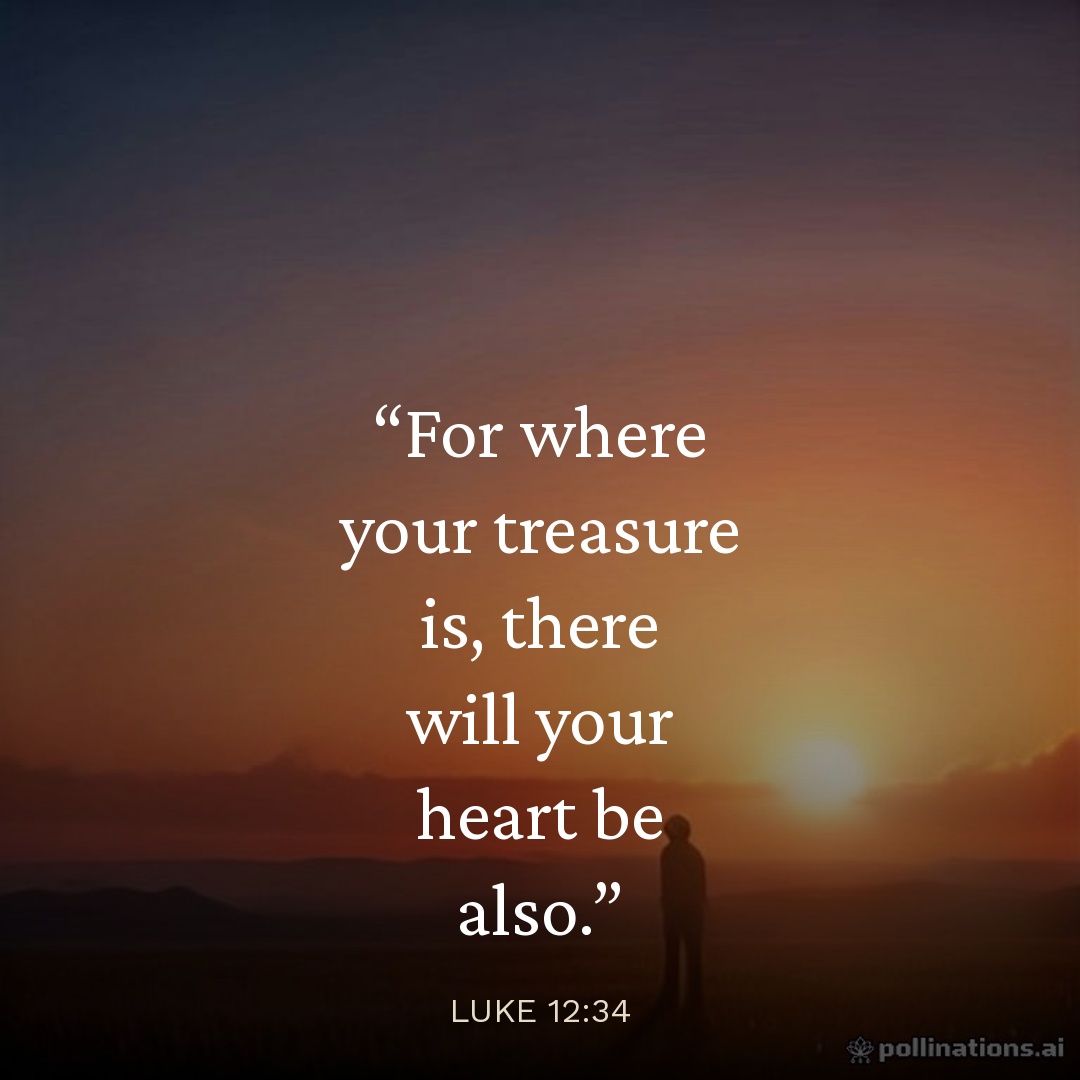 “For where
your treasure
is, there
will your
heart be
also.”
LUKE 12:34
pollinations.ai